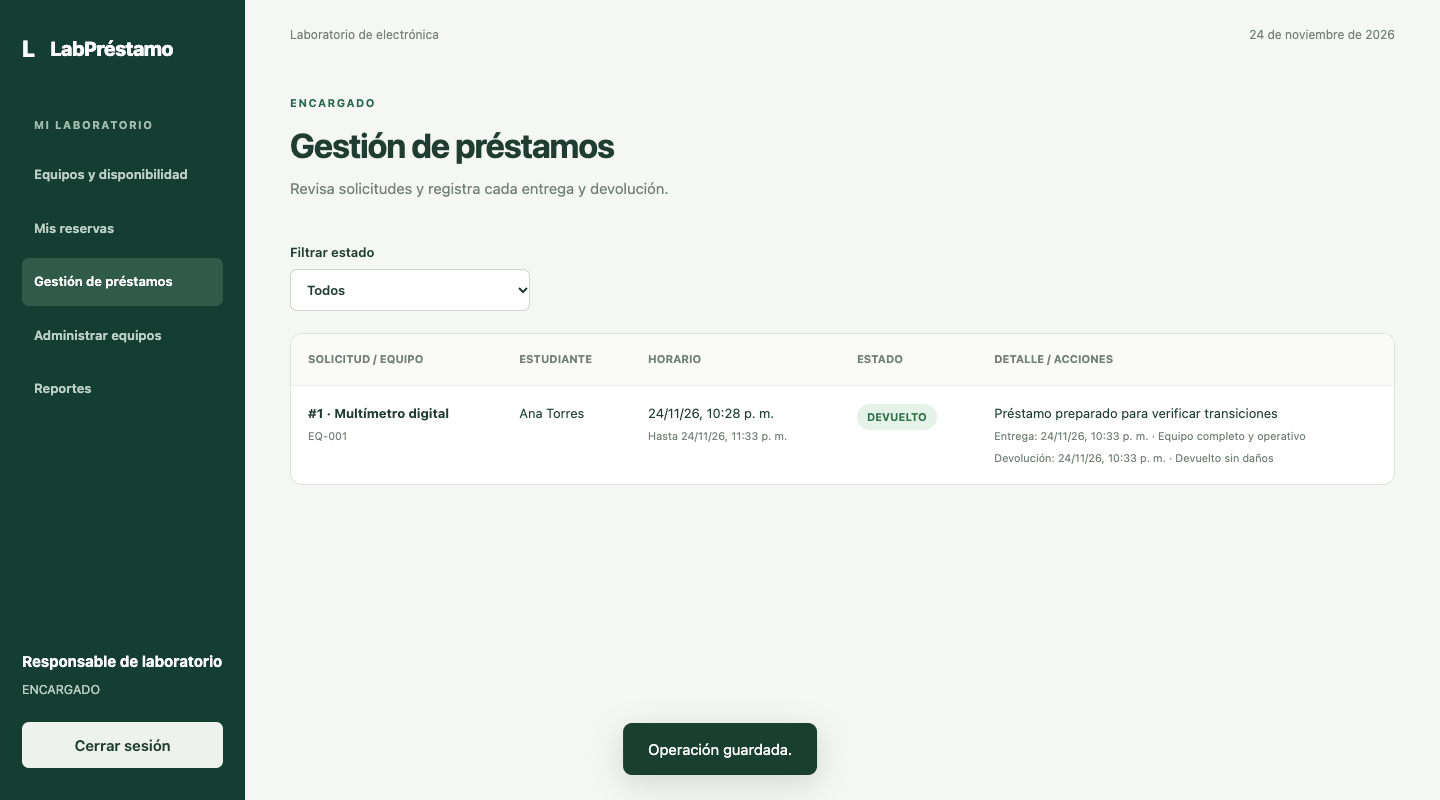 L LabPréstamo
MI LABORATORIO
Equipos y disponibilidad
Mis reservas
Gestión de préstamos
Administrar equipos
Reportes
Responsable de laboratorio
ENCARGADO
Cerrar sesión
Laboratorio de electrónica
24 de noviembre de 2026
ENCARGADO
Gestión de préstamos
Revisa solicitudes y registra cada entrega y devolución.
Filtrar estado
Todos
SOLICITUD / EQUIPO ESTUDIANTE HORARIO ESTADO DETALLE / ACCIONES
#1 · Multímetro digital Ana Torres 24/11/26, 10:28 p. m. DEVUELTO Préstamo preparado para verificar transiciones
EQ-001 Hasta 24/11/26, 11:33 p. m. Entrega: 24/11/26, 10:33 p. m. · Equipo completo y operativo
Devolución: 24/11/26, 10:33 p. m. · Devuelto sin daños
Operación guardada.